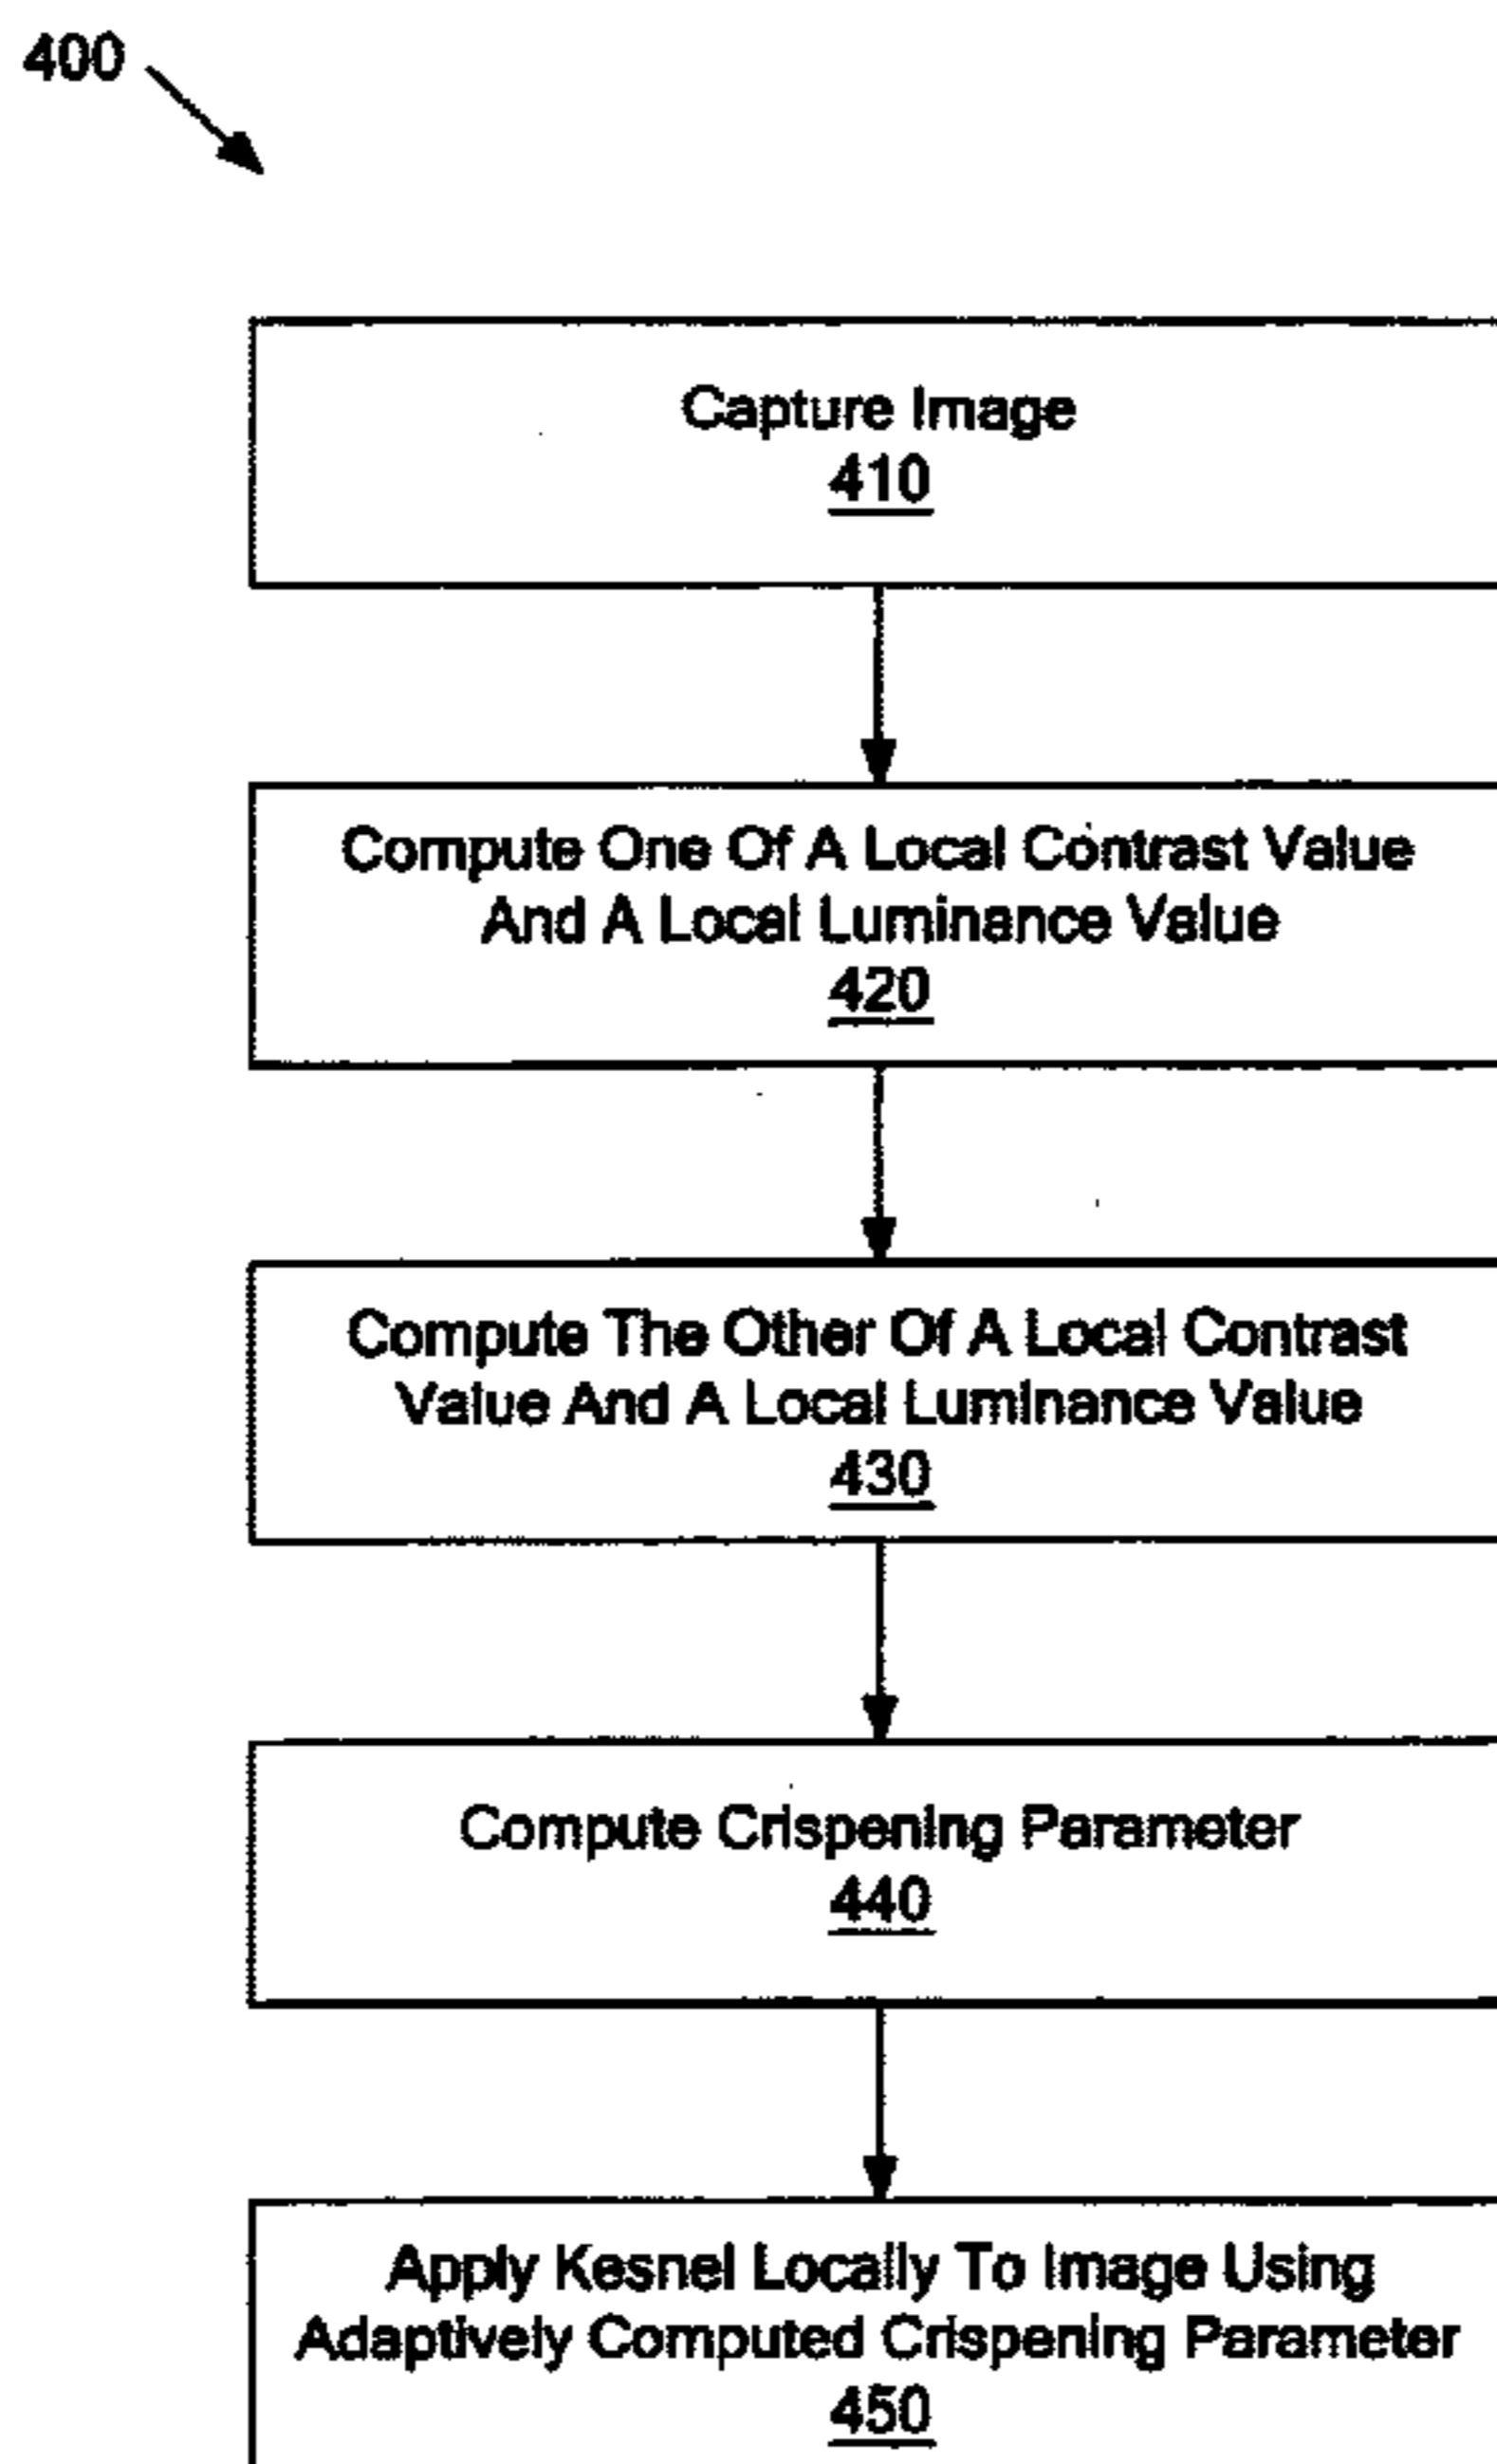 400
Capture Image
410
Compute One Of A Local Contrast Value
And A Local Luminance Value
420
Compute The Other Of A Local Contrast
Value And A Local Luminance Value
430
Compute Crispening Parameter
440
Apply Kesnel Locally To Image Using
Adaptively Computed Crispening Parameter
450